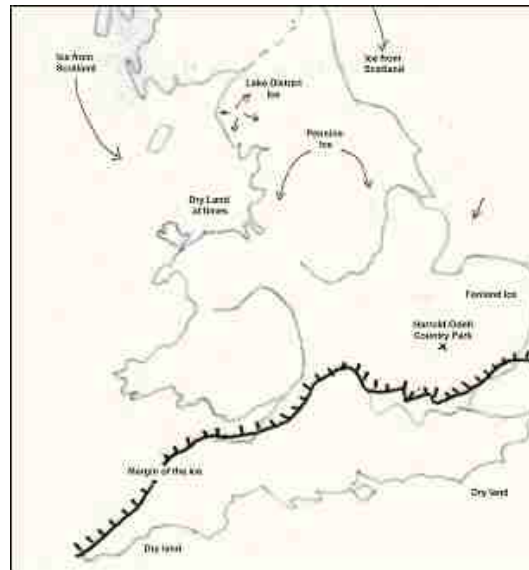 Ice from
Scotland
Ice from
Scotland
Lake District
Ice
Pennine
Ice
Dry Land
at times
Fenland Ice
Harrold Odell
Country Park
Margin of the ice
Dry land
Dry land